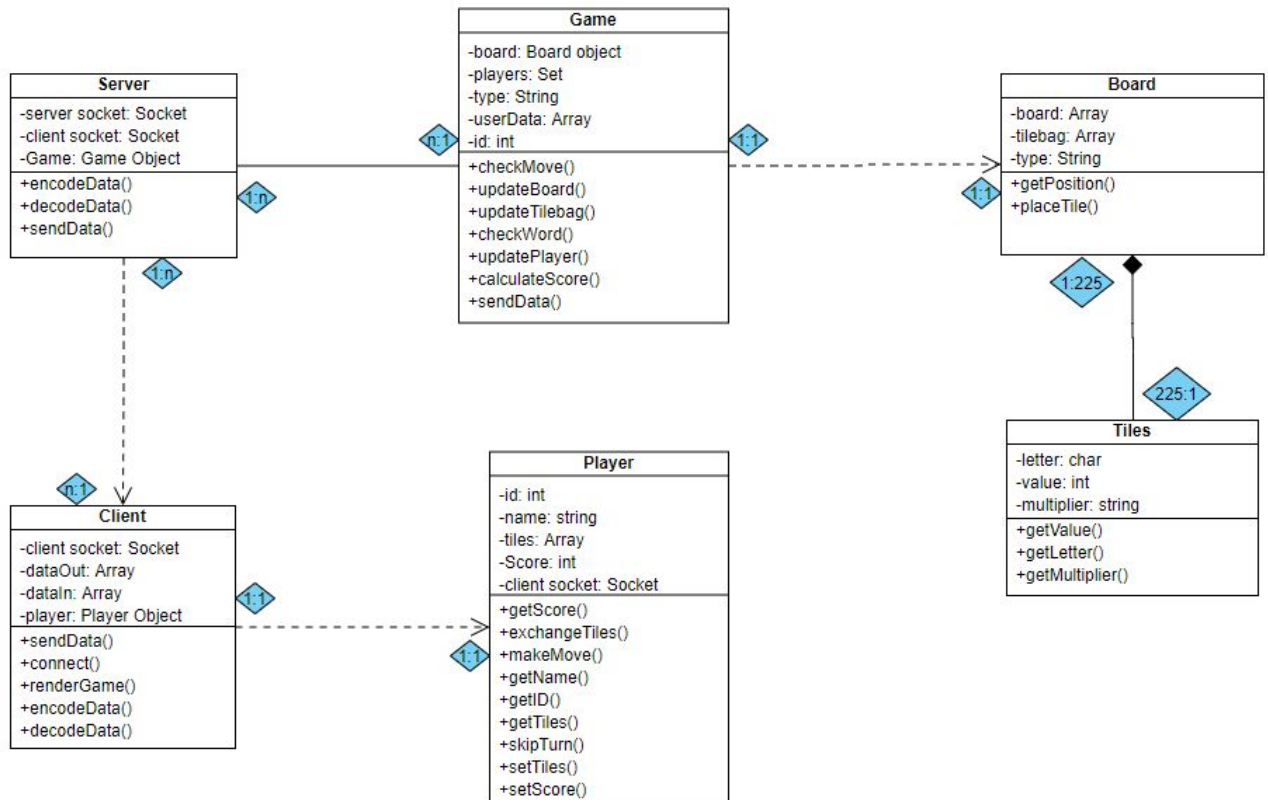 Game
-board: Board object
-players: Set
-type: String
-userData: Array
-id: int
+checkMove()
+updateBoard()
+updateTilebag()
+checkWord()
+updatePlayer()
+calculateScore()
+sendData()
Server
-server socket: Socket
-client socket: Socket
-Game: Game Object
+encodeData()
+decodeData()
+sendData()
n:1
1:n
1:n
1:1
1:1
Board
-board: Array
-tilebag: Array
-type: String
+getPosition()
+placeTile()
1:225
225:1
Tiles
-letter: char
-value: int
-multiplier: string
+getValue()
+getLetter()
+getMultiplier()
n:1
Client
-client socket: Socket
-dataOut: Array
-dataIn: Array
-player: Player Object
+sendData()
+connect()
+renderGame()
+encodeData()
+decodeData()
1:1
1:1
Player
-id: int
-name: string
-tiles: Array
-Score: int
-client socket: Socket
+getScore()
+exchangeTiles()
+makeMove()
+getName()
+getID()
+getTiles()
+skipTurn()
+setTiles()
+setScore()